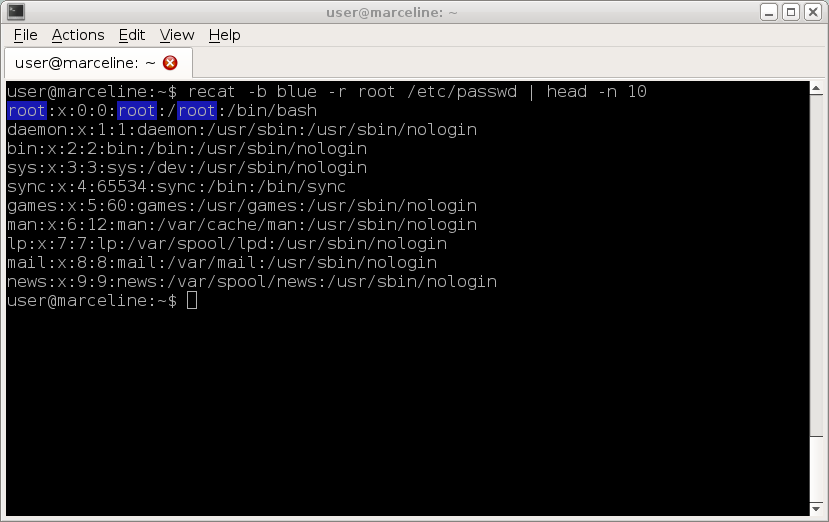 user@marceline: ~
File Actions Edit View Help
user@marceline: ~
user@marceline:~$ recat -b blue -r root /etc/passwd | head -n 10
root:x:0:0:root:/root:/bin/bash
daemon:x:1:1:daemon:/usr/sbin:/usr/sbin/nologin
bin:x:2:2:bin:/bin:/usr/sbin/nologin
sys:x:3:3:sys:/dev:/usr/sbin/nologin
sync:x:4:65534:sync:/bin:/bin/sync
games:x:5:60:games:/usr/games:/usr/sbin/nologin
man:x:6:12:man:/var/cache/man:/usr/sbin/nologin
lp:x:7:7:lp:/var/spool/lpd:/usr/sbin/nologin
mail:x:8:8:mail:/var/mail:/usr/sbin/nologin
news:x:9:9:news:/var/spool/news:/usr/sbin/nologin
user@marceline:~$